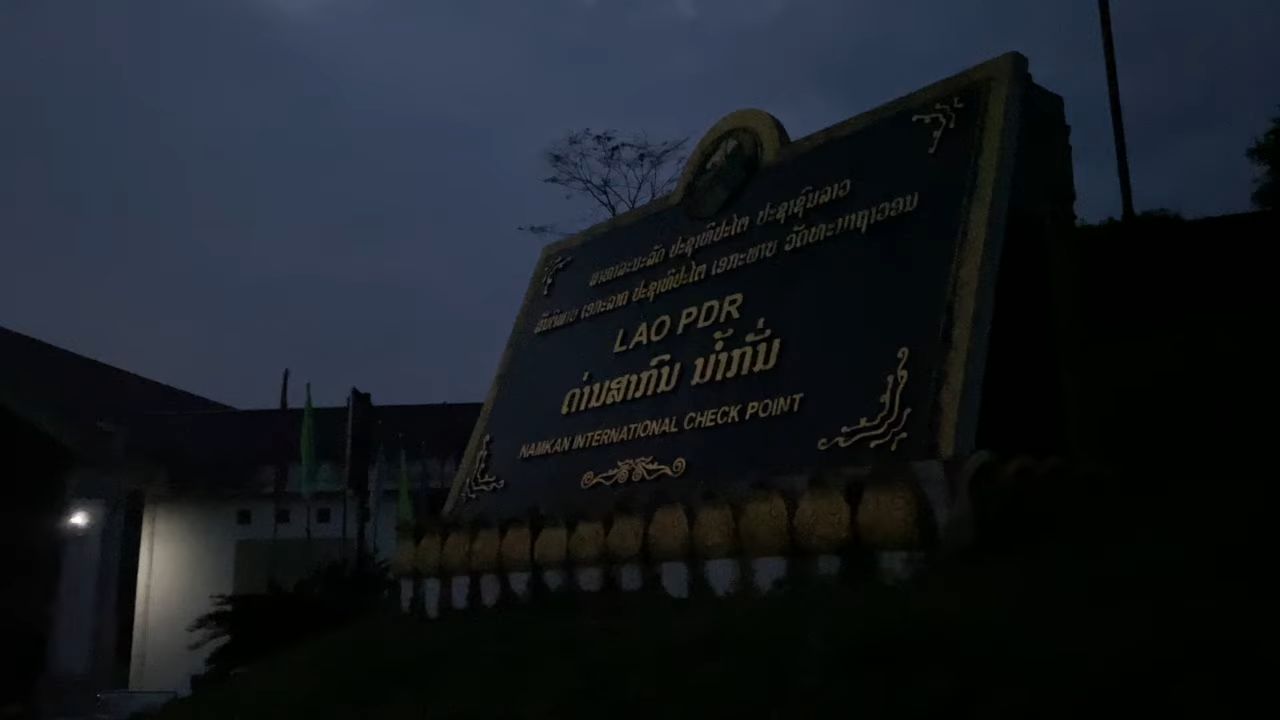 ສາທາລະນະລັດ ປະຊາທິປະໄຕ ປະຊາຊົນລາວ
ສັນຕິພາບ ເອກະລາດ ປະຊາທິປະໄຕ ເອກະພາບ ວັດທະນາຖາວອນ
LAO PDR
ດ່ານສາກົນ ນ້ຳກັ່ນ
NAMKAN INTERNATIONAL CHECK POINT